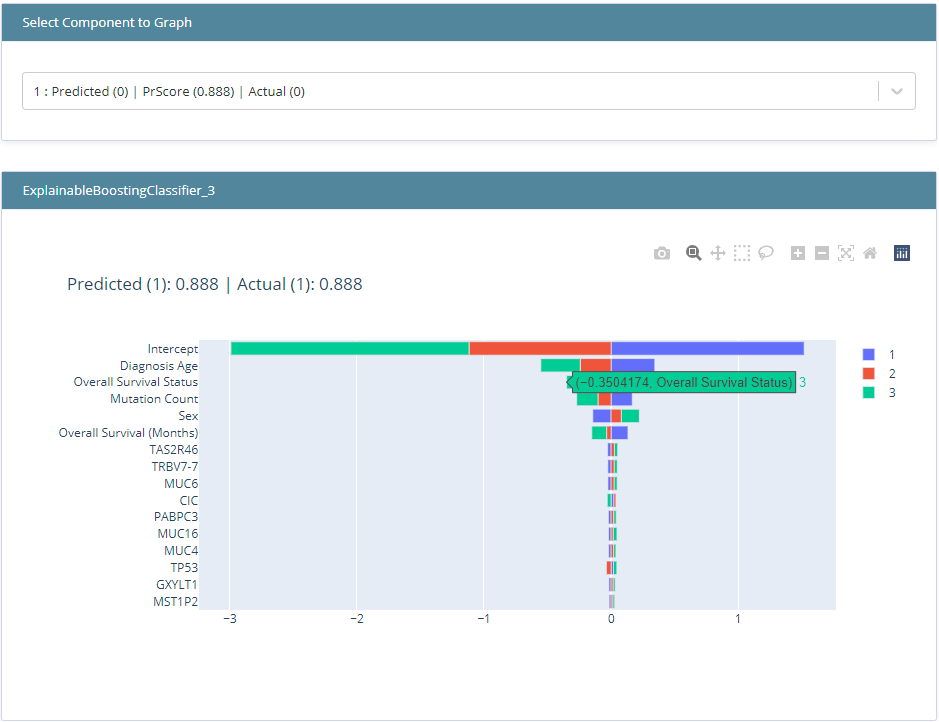 Select Component to Graph
1 : Predicted (0) | PrScore (0.888) | Actual (0)
ExplainableBoostingClassifier_3
Predicted (1): 0.888 | Actual (1): 0.888
Intercept
Diagnosis Age
Overall Survival Status
(−0.3504174, Overall Survival Status) 3
Mutation Count
Sex
Overall Survival (Months)
TAS2R46
TRBV7-7
MUC6
CIC
PABPC3
MUC16
MUC4
TP53
GXYLT1
MST1P2
−3 −2 −1 0 1
1
2
3